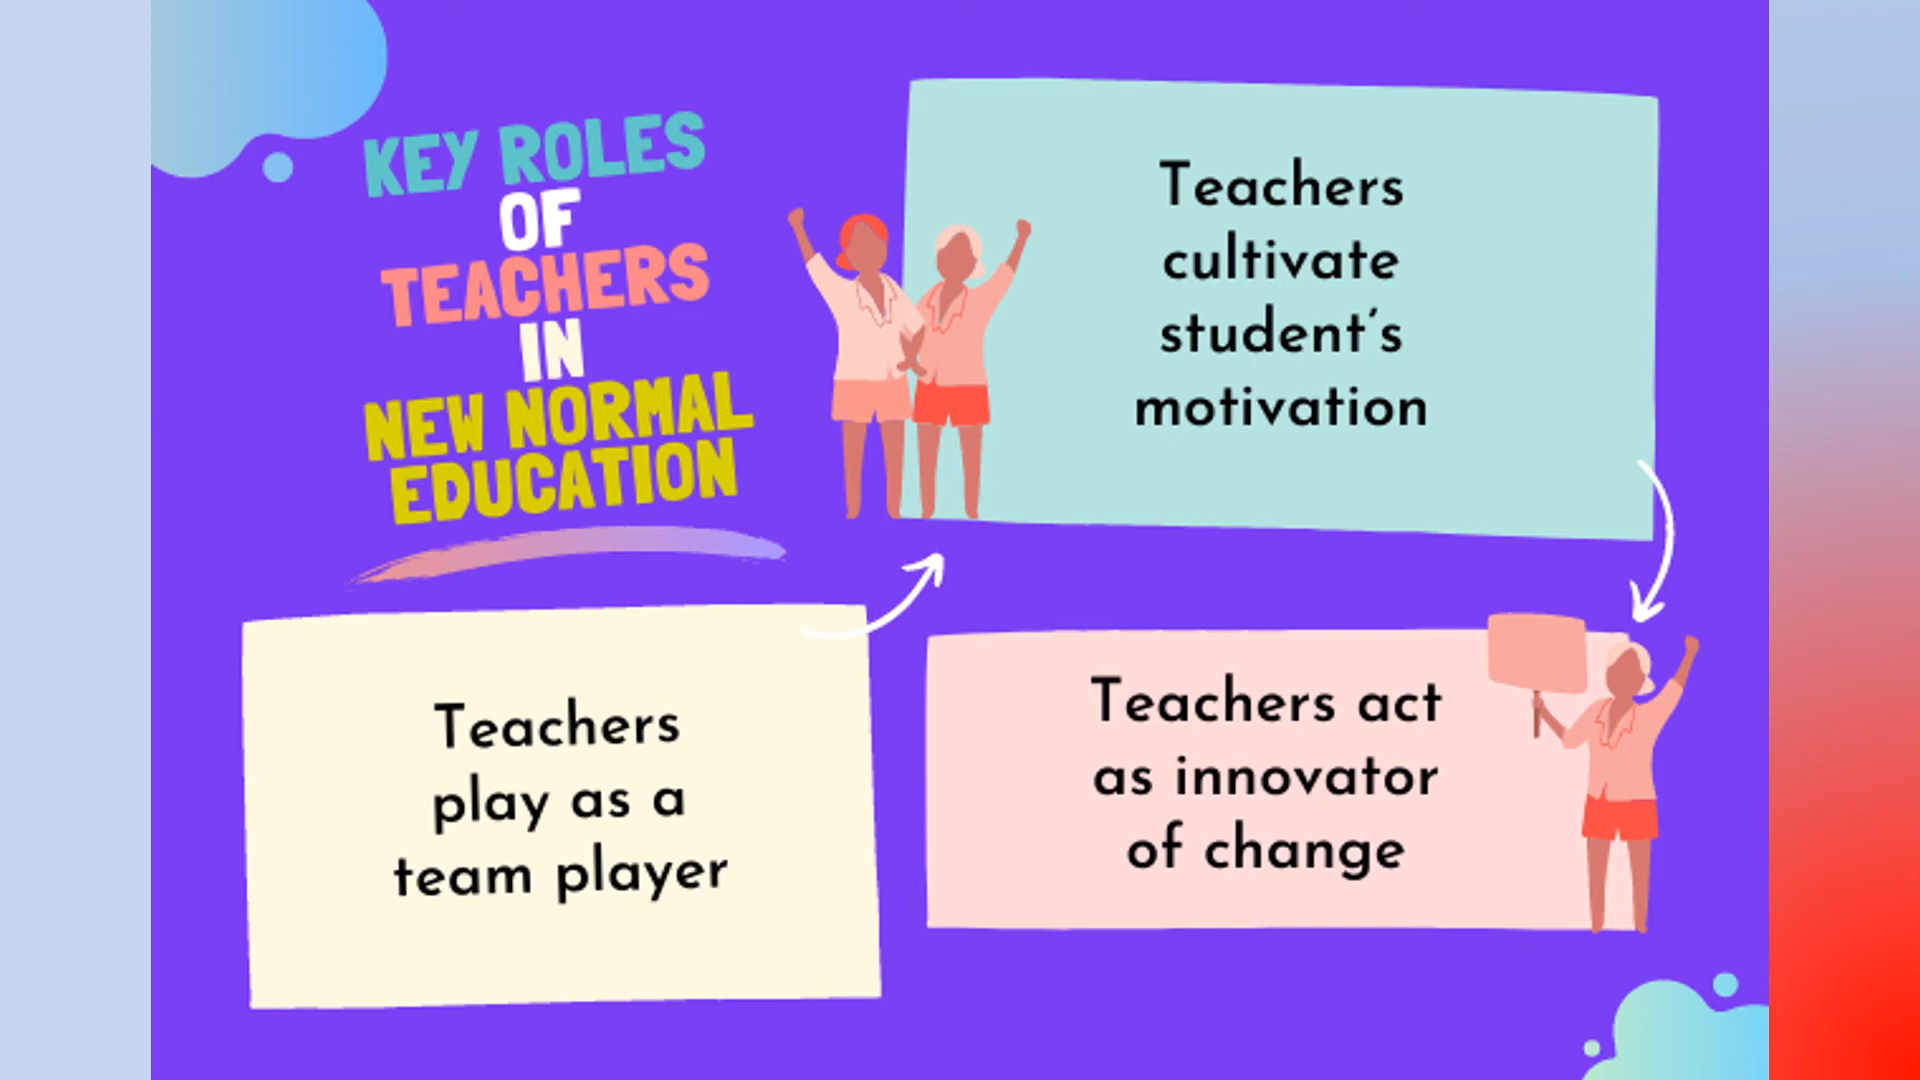 KEY ROLES
OF
TEACHERS
IN
NEW NORMAL
EDUCATION
Teachers
play as a
team player
Teachers
cultivate
student's
motivation
Teachers act
as innovator
of change